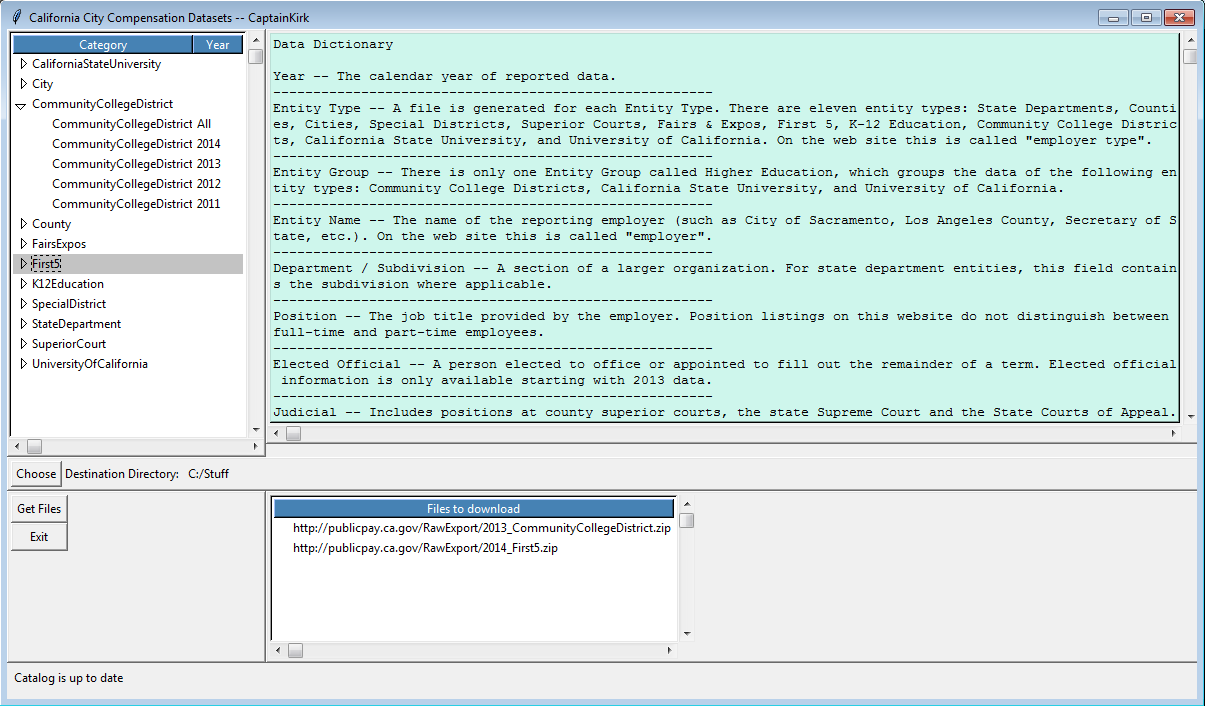 California City Compensation Datasets -- CaptainKirk
Category Year
CaliforniaStateUniversity
City
CommunityCollegeDistrict
CommunityCollegeDistrict All
CommunityCollegeDistrict 2014
CommunityCollegeDistrict 2013
CommunityCollegeDistrict 2012
CommunityCollegeDistrict 2011
County
FairsExpos
First5
K12Education
SpecialDistrict
StateDepartment
SuperiorCourt
UniversityOfCalifornia
Data Dictionary
Year -- The calendar year of reported data.
-------------------------------------------------------
Entity Type -- A file is generated for each Entity Type. There are eleven entity types: State Departments, Counti
es, Cities, Special Districts, Superior Courts, Fairs & Expos, First 5, K-12 Education, Community College Distric
ts, California State University, and University of California. On the web site this is called "employer type".
-------------------------------------------------------
Entity Group -- There is only one Entity Group called Higher Education, which groups the data of the following en
tity types: Community College Districts, California State University, and University of California.
-------------------------------------------------------
Entity Name -- The name of the reporting employer (such as City of Sacramento, Los Angeles County, Secretary of S
tate, etc.). On the web site this is called "employer".
-------------------------------------------------------
Department / Subdivision -- A section of a larger organization. For state department entities, this field contain
s the subdivision where applicable.
-------------------------------------------------------
Position -- The job title provided by the employer. Position listings on this website do not distinguish between
full-time and part-time employees.
-------------------------------------------------------
Elected Official -- A person elected to office or appointed to fill out the remainder of a term. Elected official
information is only available starting with 2013 data.
-------------------------------------------------------
Judicial -- Includes positions at county superior courts, the state Supreme Court and the State Courts of Appeal.
Choose Destination Directory: C:/Stuff
Get Files
Exit
Files to download
http://publicpay.ca.gov/RawExport/2013_CommunityCollegeDistrict.zip
http://publicpay.ca.gov/RawExport/2014_First5.zip
Catalog is up to date